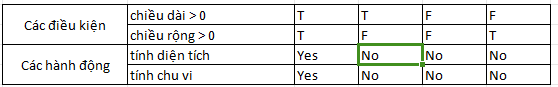 Các điều kiện
chiều dài > 0 T T F F
chiều rộng > 0 T F F T
Các hành động
tính diện tích Yes No No No
tính chu vi Yes No No No